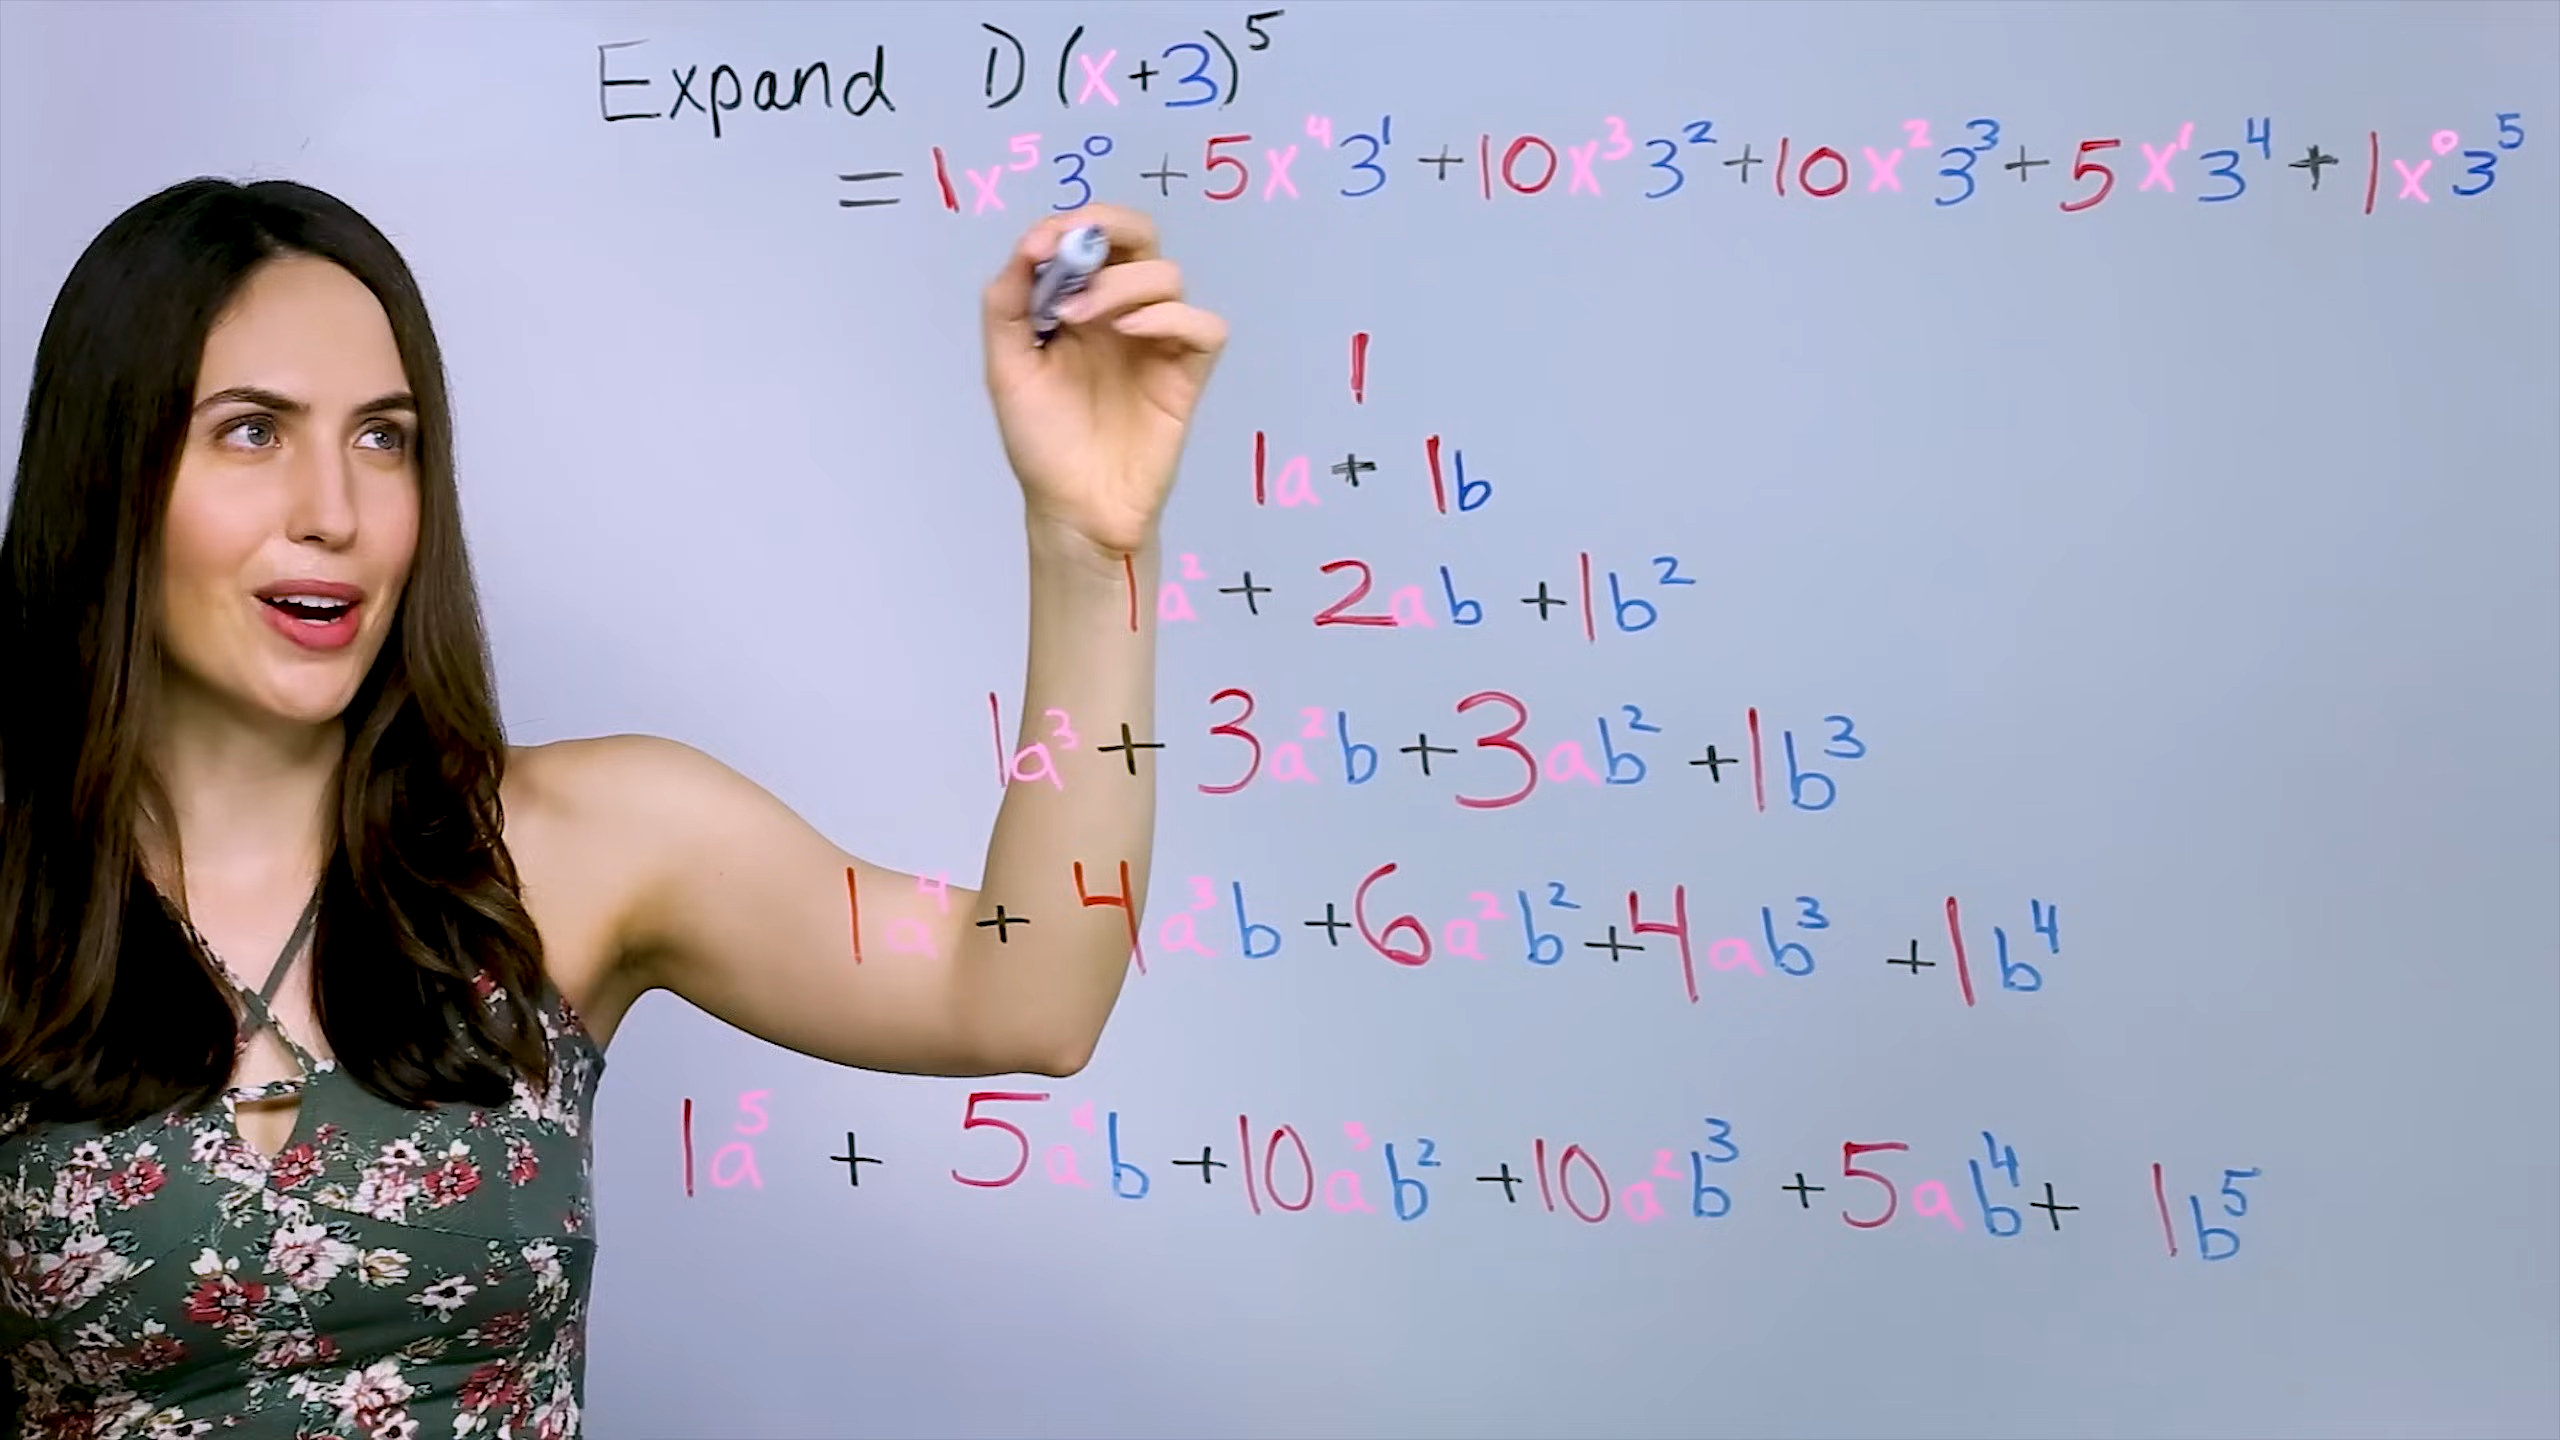 Expand 1) (x+3)⁵
= 1x⁵3⁰ + 5x⁴3¹ + 10x³3² + 10x²3³ + 5x¹3⁴ + 1x⁰3⁵
1
1a + 1b
1a² + 2ab + 1b²
1a³ + 3a²b + 3ab² + 1b³
1a⁴ + 4a³b + 6a²b² + 4ab³ + 1b⁴
1a⁵ + 5a⁴b + 10a³b² + 10a²b³ + 5ab⁴ + 1b⁵